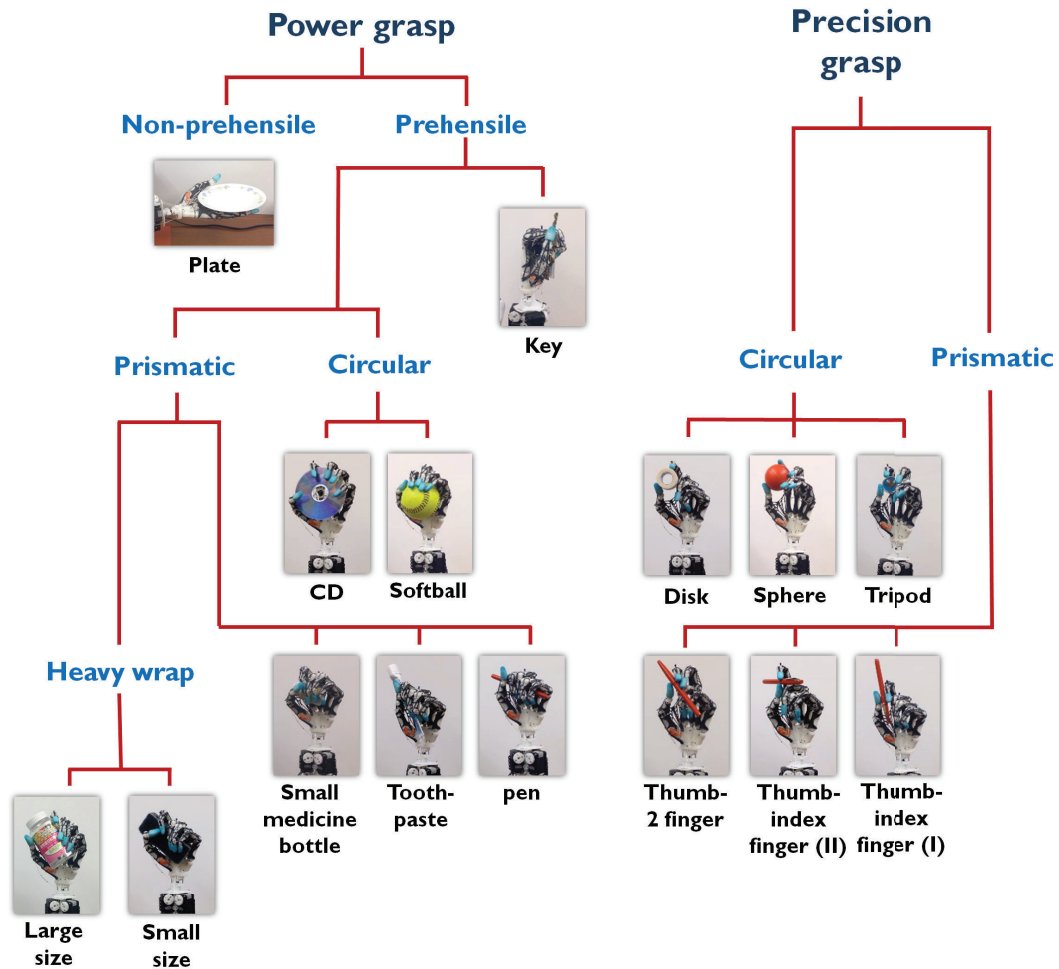 Power grasp
Precision
grasp
Non-prehensile
Prehensile
Plate
Key
Prismatic
Circular
Circular
Prismatic
CD
Softball
Disk
Sphere
Tripod
Heavy wrap
Small
medicine
bottle
Tooth-
paste
pen
Thumb-
2 finger
Thumb-
index
finger (II)
Thumb-
index
finger (I)
Large
size
Small
size